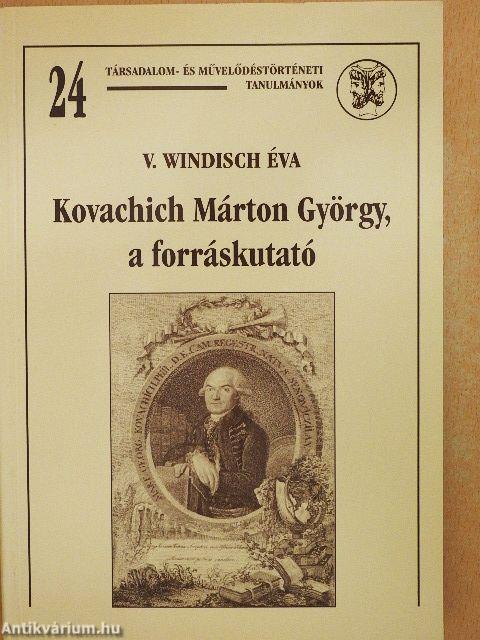 24
TÁRSADALOM- ÉS MŰVELŐDÉSTÖRTÉNETI
TANULMÁNYOK
V. WINDISCH ÉVA
Kovachich Márton György,
a forráskutató
Antikvárium.hu